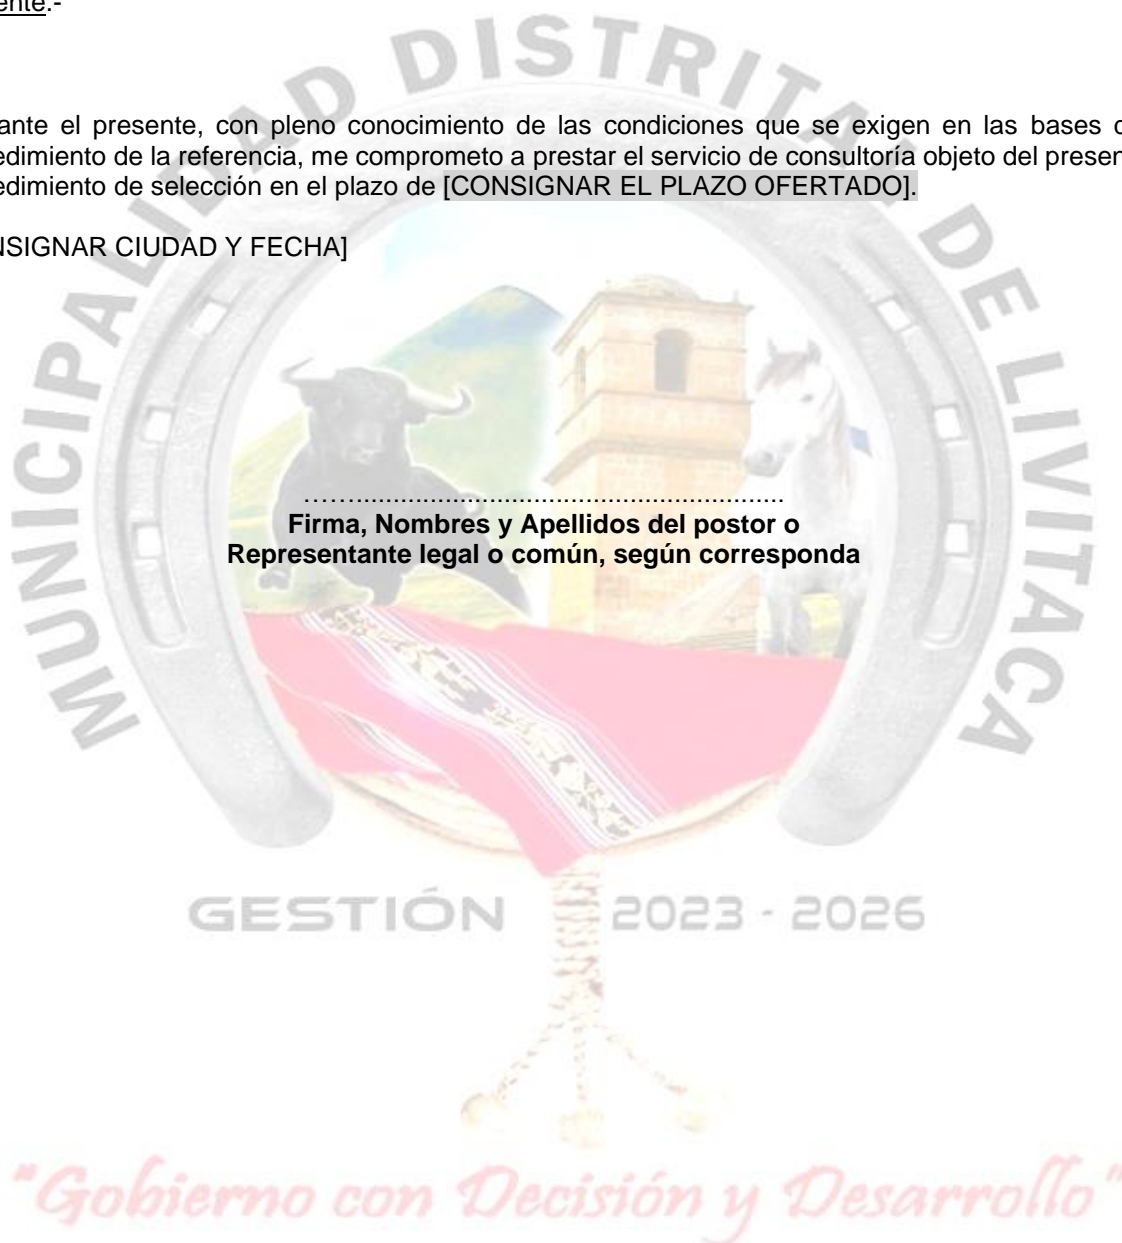 ente.-
ante el presente, con pleno conocimiento de las condiciones que se exigen en las bases d
edimiento de la referencia, me comprometo a prestar el servicio de consultoría objeto del presen
edimiento de selección en el plazo de [CONSIGNAR EL PLAZO OFERTADO].
NSIGNAR CIUDAD Y FECHA]
……...........................................................
Firma, Nombres y Apellidos del postor o
Representante legal o común, según corresponda
MUNICIPALIDAD DISTRITAL DE LIVITACA
GESTIÓN 2023 - 2026
"Gobierno con Decisión y Desarrollo"